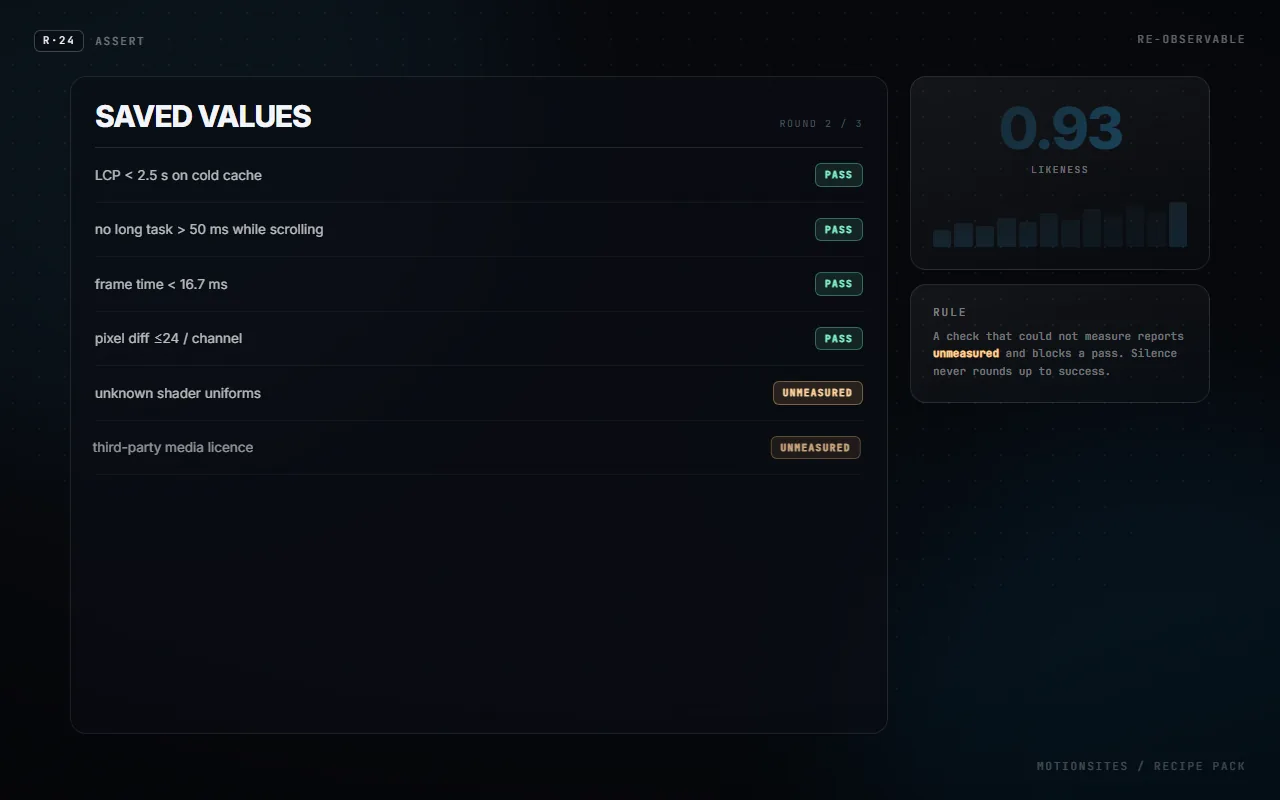 R·24 ASSERT
RE-OBSERVABLE
SAVED VALUES
ROUND 2 / 3
LCP < 2.5 s on cold cache PASS
no long task > 50 ms while scrolling PASS
frame time < 16.7 ms PASS
pixel diff ≤24 / channel PASS
unknown shader uniforms UNMEASURED
third-party media licence UNMEASURED
0.93
LIKENESS
RULE
A check that could not measure reports
unmeasured and blocks a pass. Silence
never rounds up to success.
MOTIONSITES / RECIPE PACK